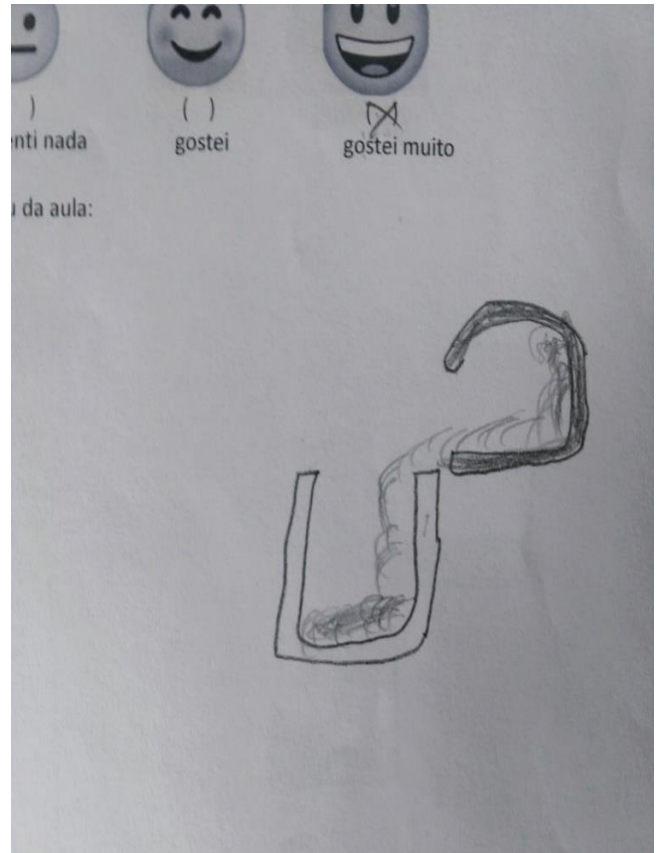 ) ( ) (X)
nti nada gostei gostei muito
da aula: